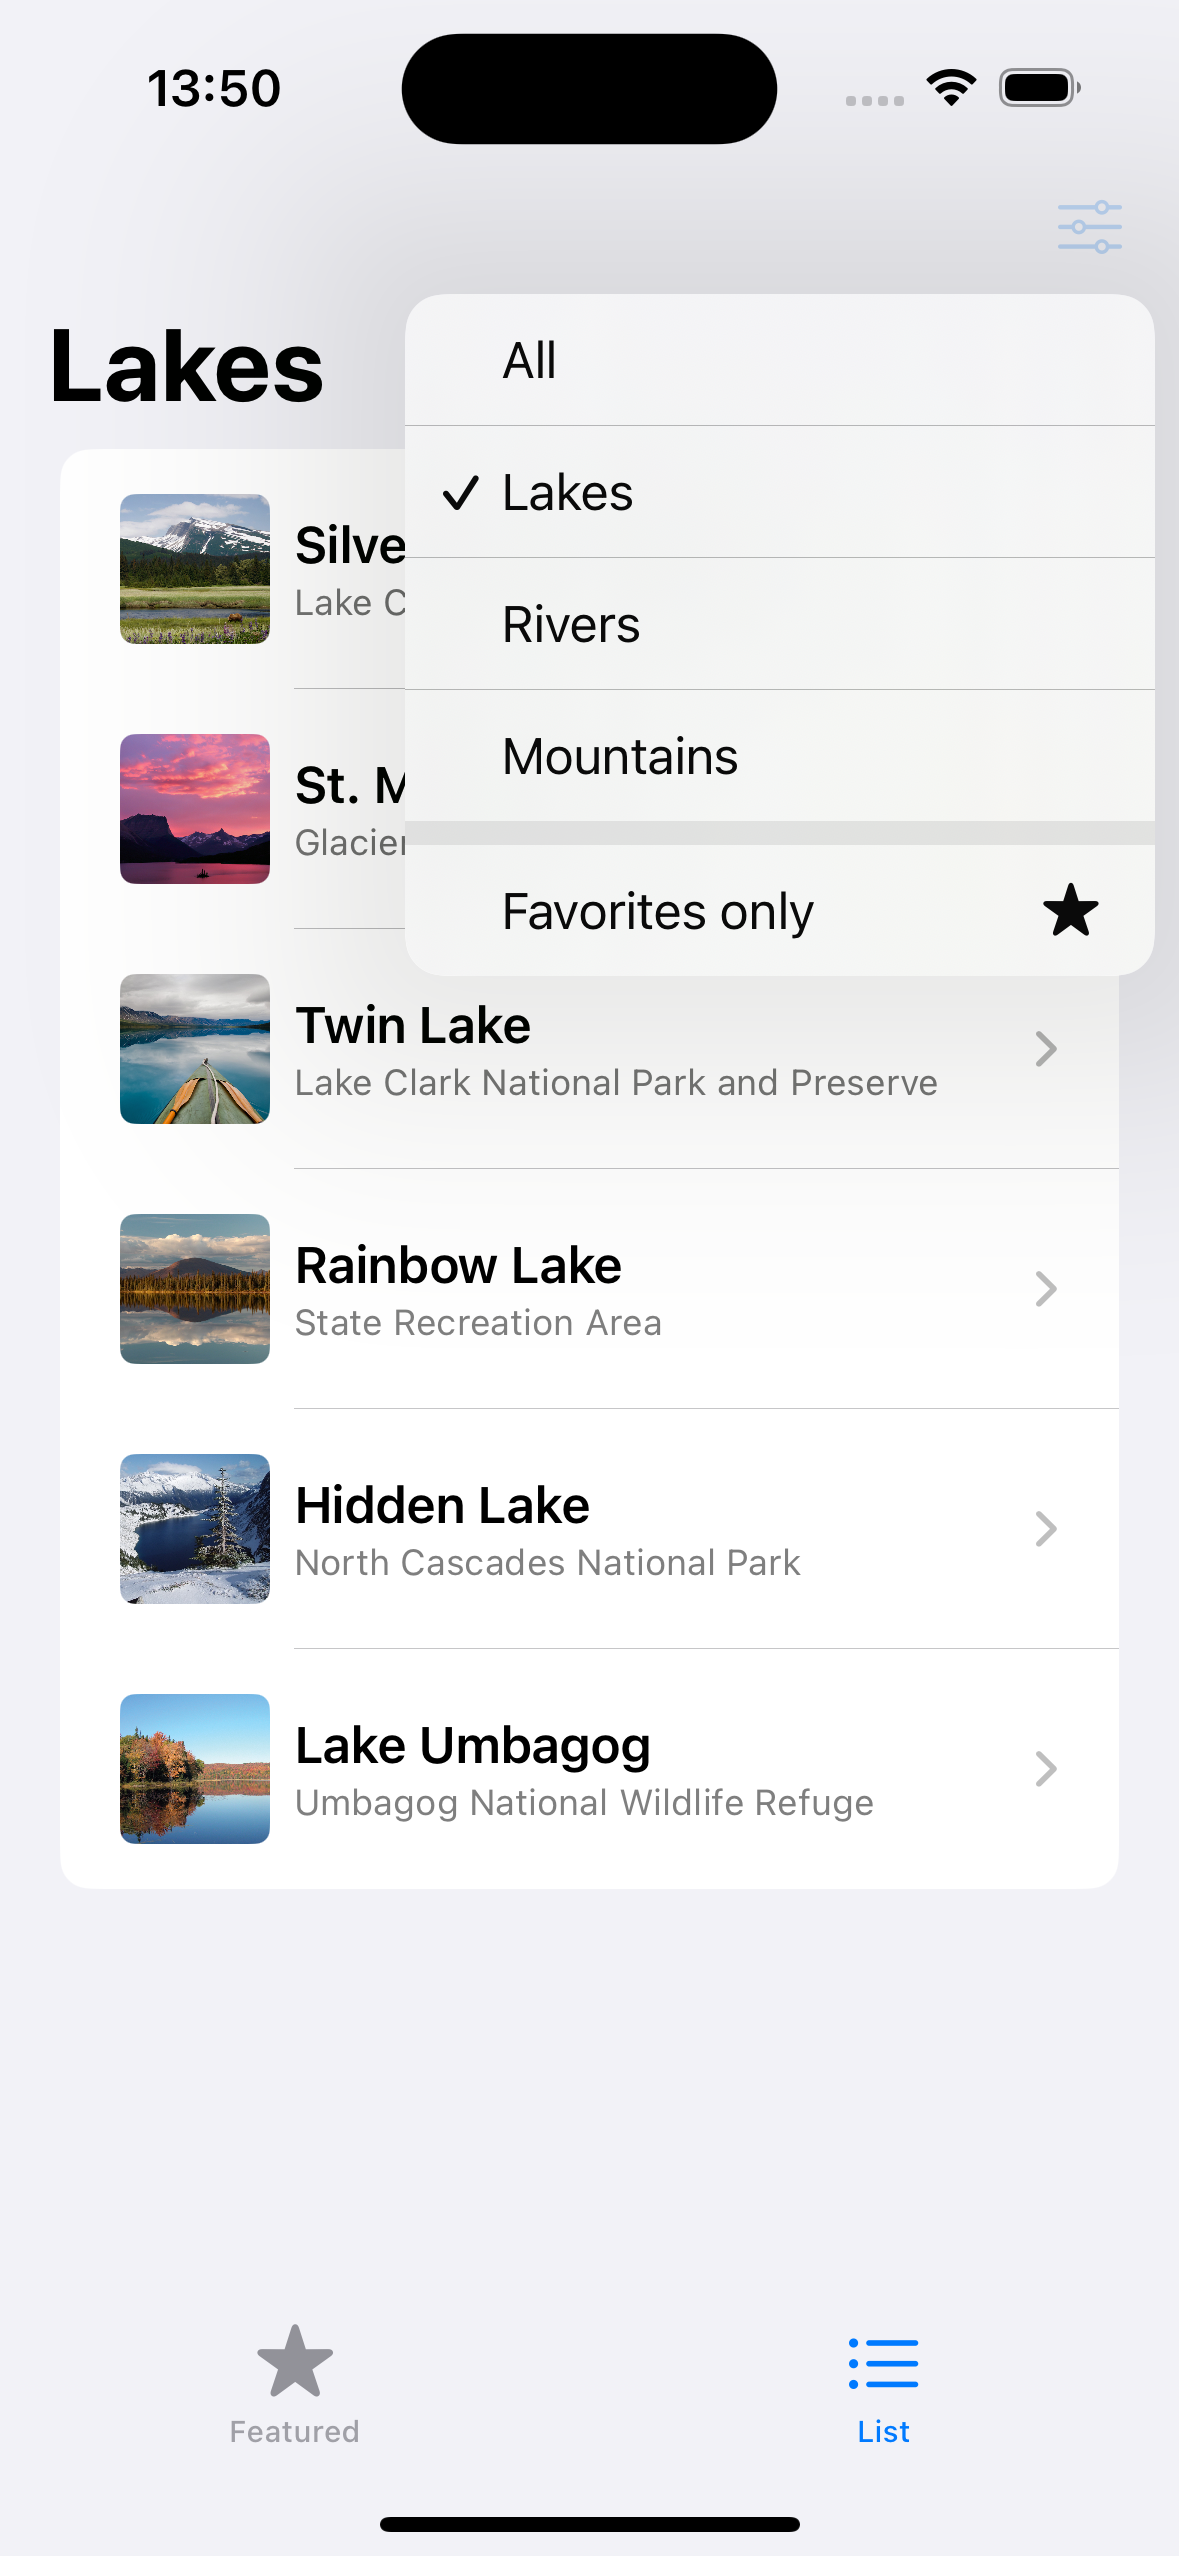 13:50
Lakes
All
Lakes
Rivers
Mountains
Favorites only
Silve
Lake C
St. M
Glacier
Twin Lake
Lake Clark National Park and Preserve
Rainbow Lake
State Recreation Area
Hidden Lake
North Cascades National Park
Lake Umbagog
Umbagog National Wildlife Refuge
Featured
List